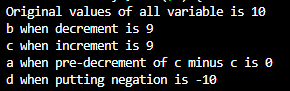 Original values of all variable is 10
b when decrement is 9
c when increment is 9
a when pre-decrement of c minus c is 0
d when putting negation is -10